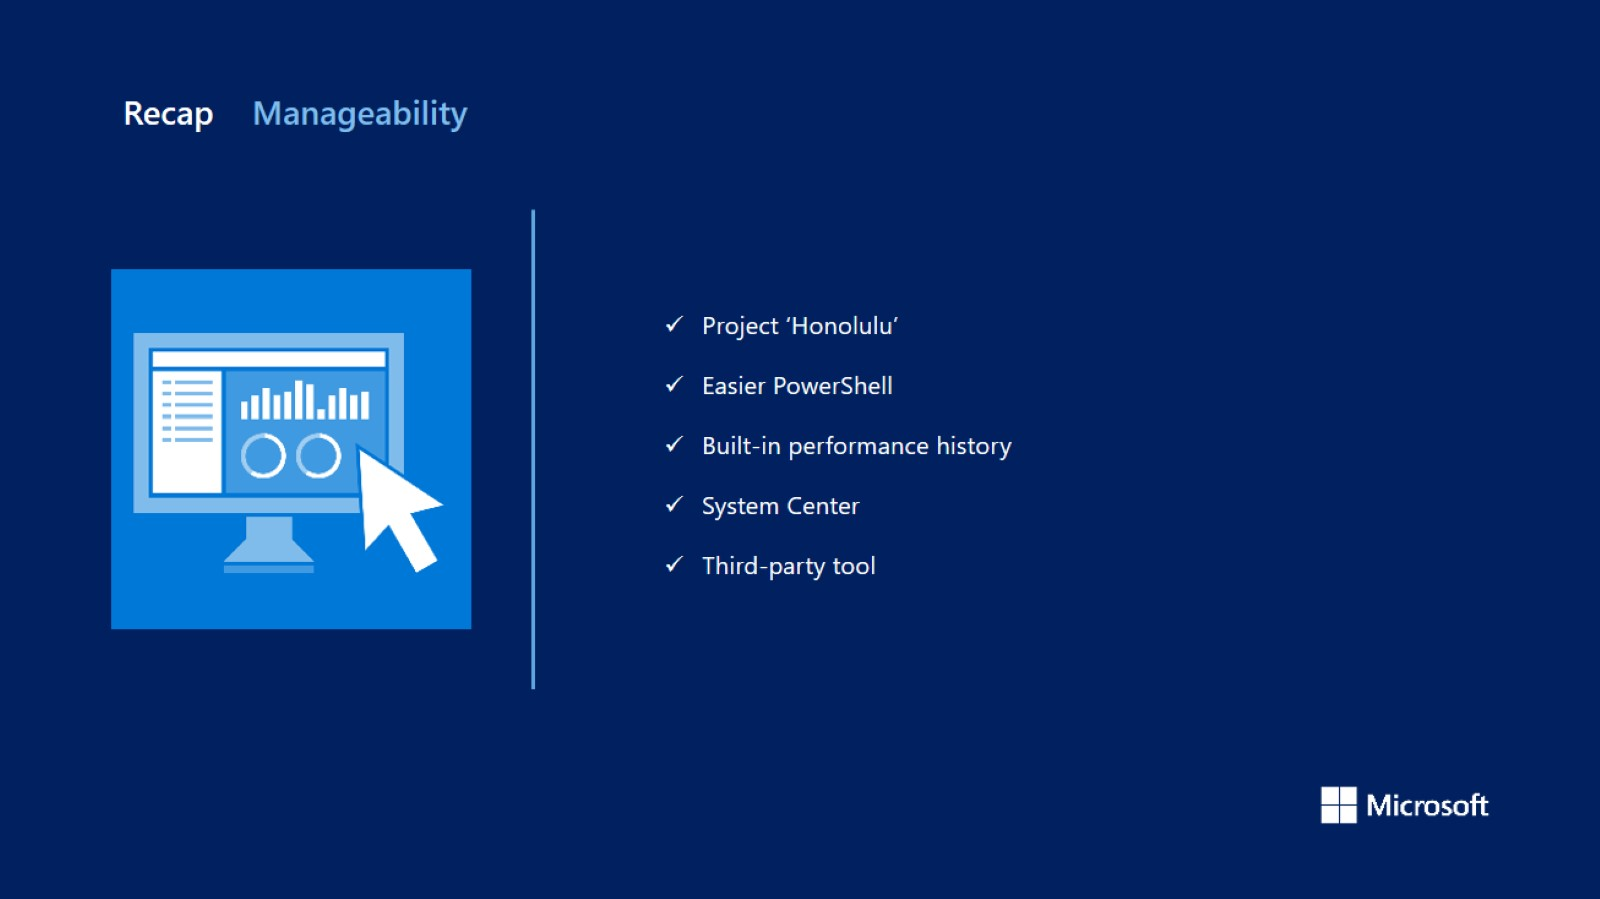 Recap Manageability
✓ Project ‘Honolulu’
✓ Easier PowerShell
✓ Built-in performance history
✓ System Center
✓ Third-party tool
Microsoft